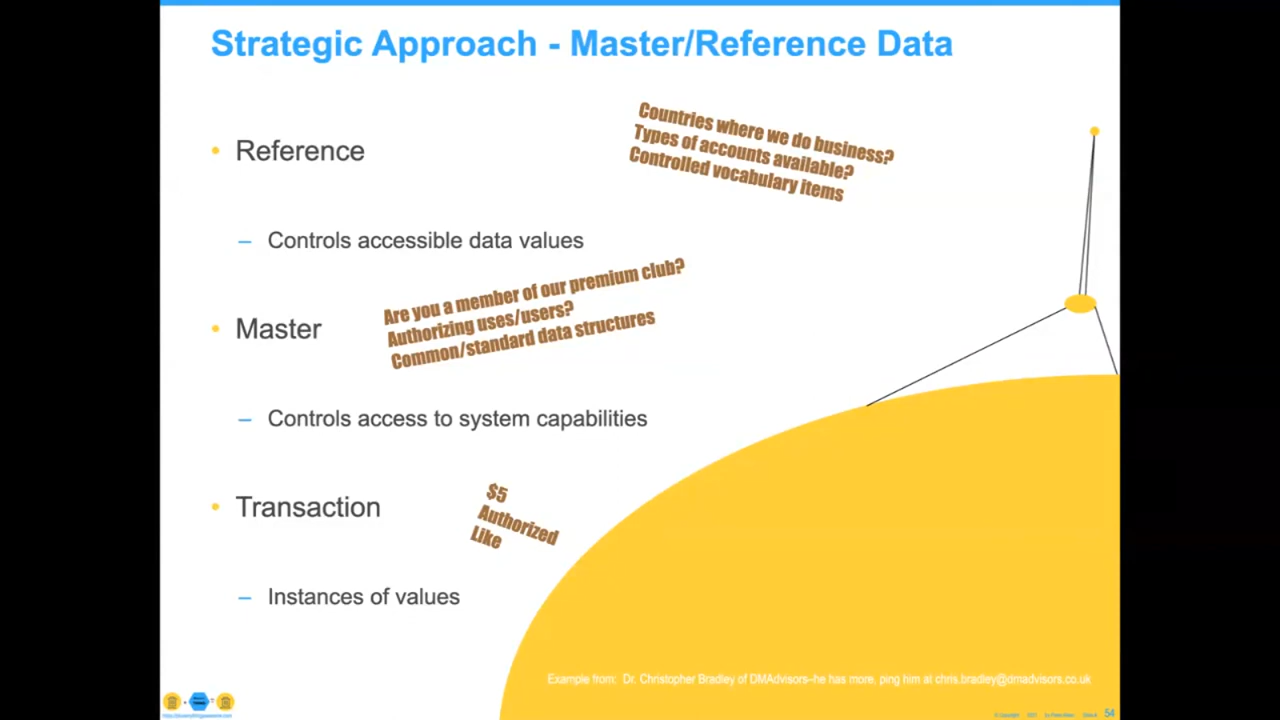 Strategic Approach - Master/Reference Data
• Reference
Countries where we do business?
Types of accounts available?
Controlled vocabulary items
– Controls accessible data values
• Master
Are you a member of our premium club?
Authorizing uses/users?
Common/standard data structures
– Controls access to system capabilities
• Transaction
$5
Authorized
Like
– Instances of values
Example from: Dr. Christopher Bradley of DMAdvisors–he has more, ping him at chris.bradley@dmadvisors.co.uk
54